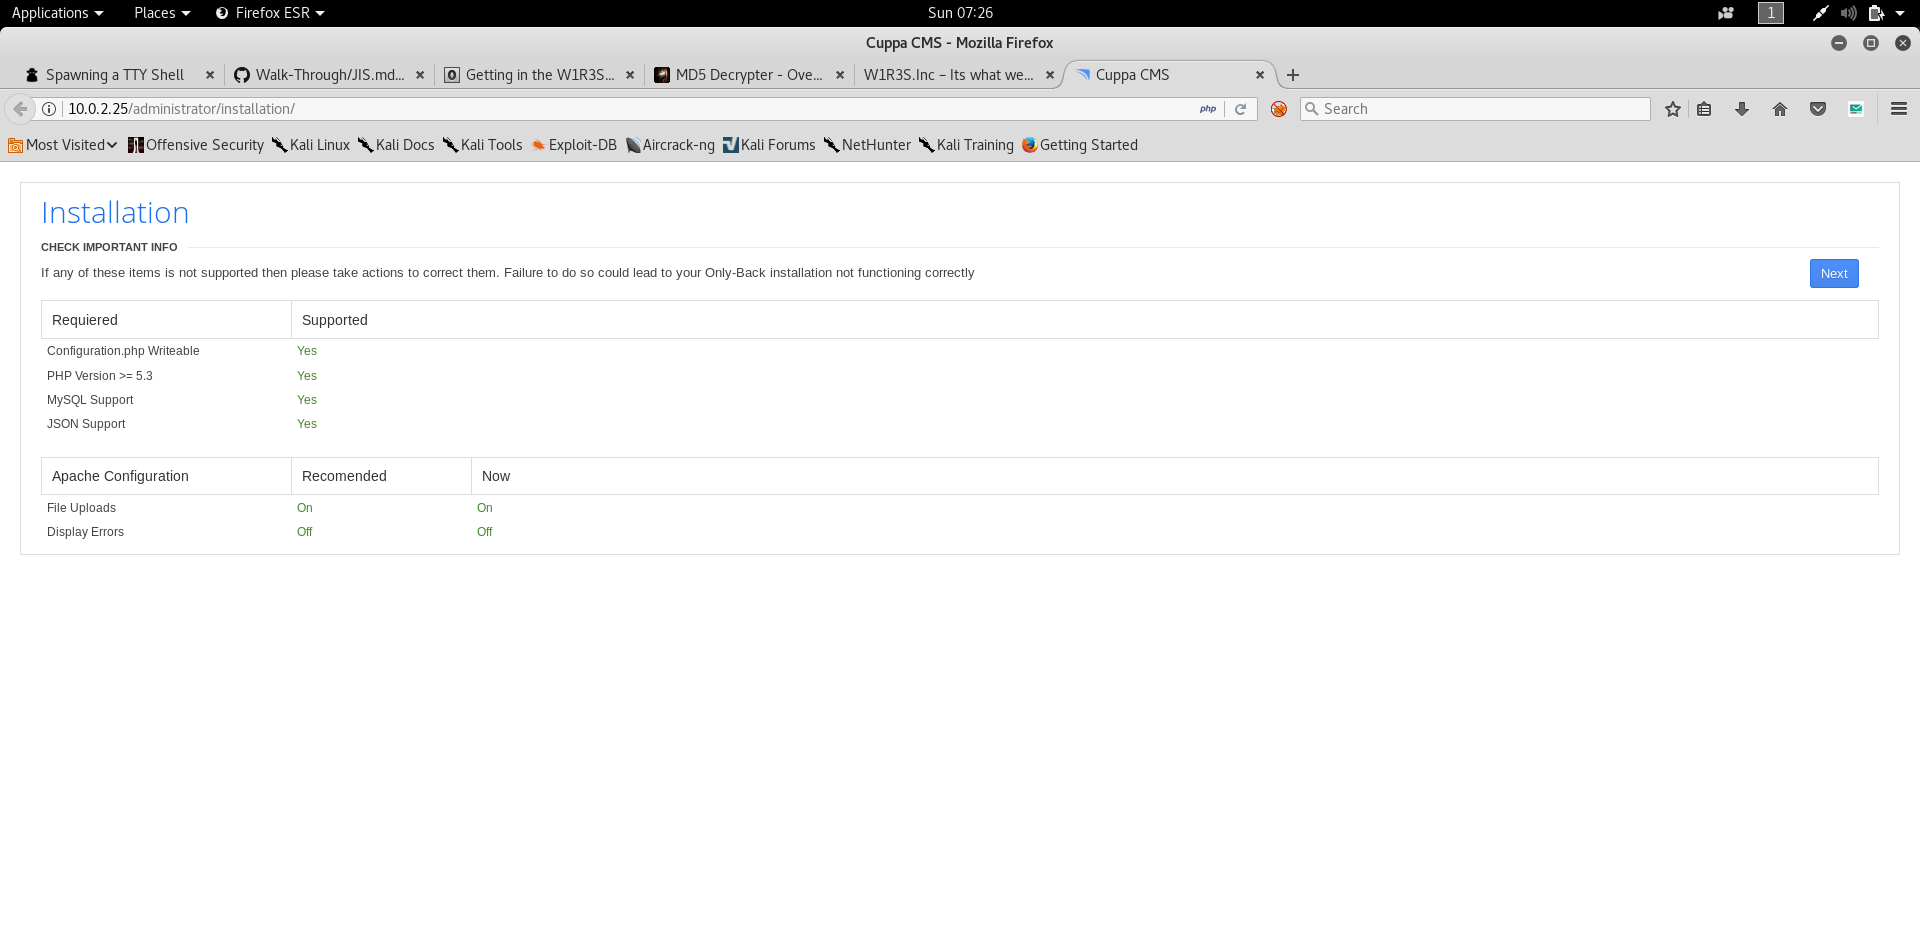 Applications Places Firefox ESR Sun 07:26 1
Cuppa CMS - Mozilla Firefox
Spawning a TTY Shell Walk-Through/JIS.md... Getting in the W1R3S... MD5 Decrypter - Ove... W1R3S.Inc – Its what we... Cuppa CMS
10.0.2.25/administrator/installation/ php Search
Most Visited Offensive Security Kali Linux Kali Docs Kali Tools Exploit-DB Aircrack-ng Kali Forums NetHunter Kali Training Getting Started
Installation
CHECK IMPORTANT INFO
If any of these items is not supported then please take actions to correct them. Failure to do so could lead to your Only-Back installation not functioning correctly Next
Requiered Supported
Configuration.php Writeable Yes
PHP Version >= 5.3 Yes
MySQL Support Yes
JSON Support Yes
Apache Configuration Recomended Now
File Uploads On On
Display Errors Off Off